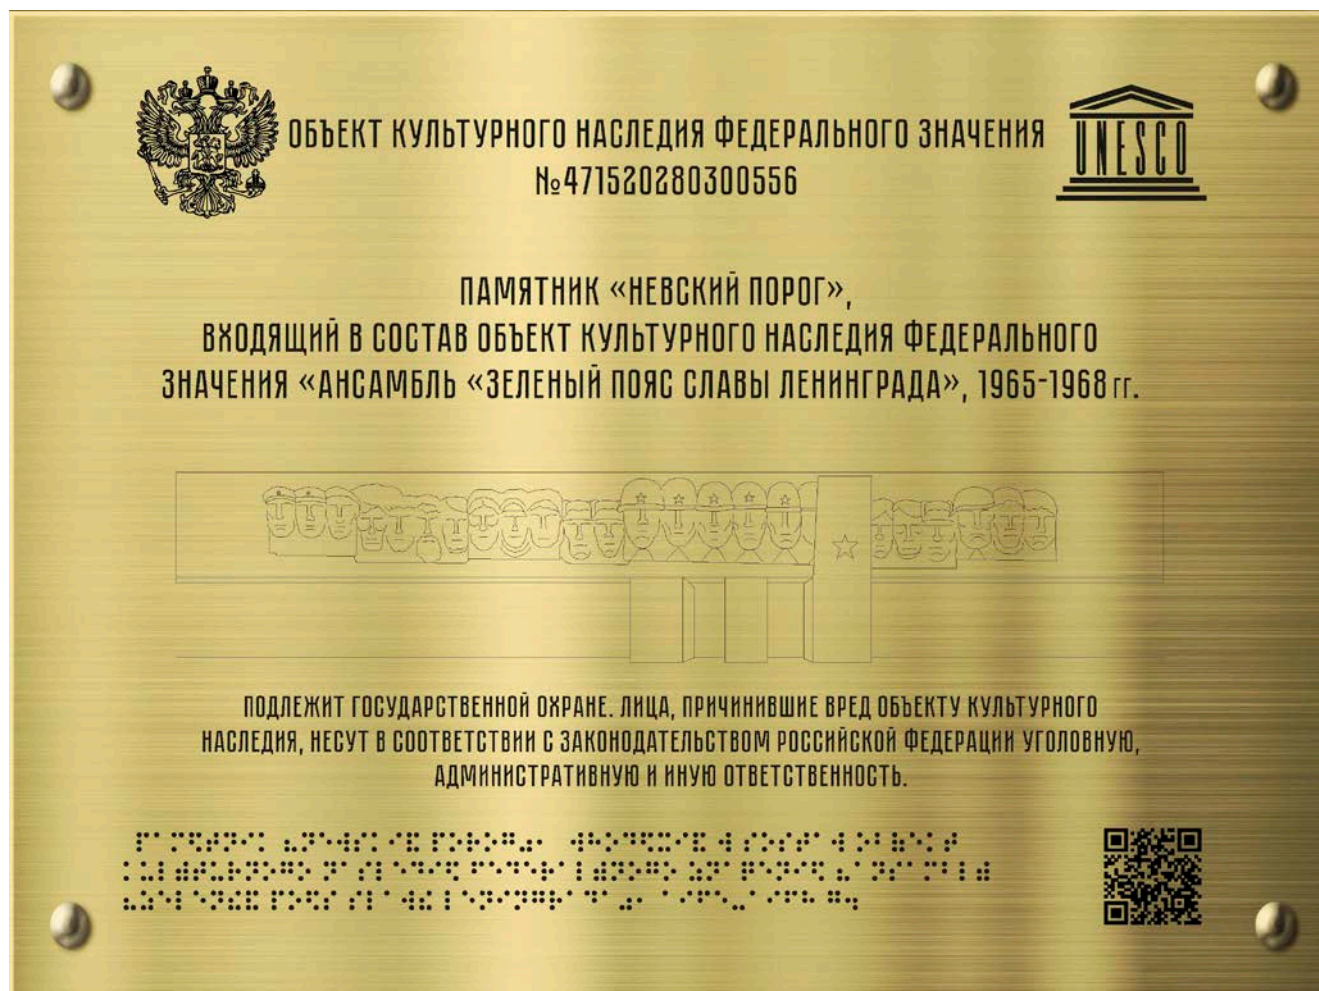 ОБЪЕКТ КУЛЬТУРНОГО НАСЛЕДИЯ ФЕДЕРАЛЬНОГО ЗНАЧЕНИЯ
№471520280300556
UNESCO
ПАМЯТНИК «НЕВСКИЙ ПОРОГ»,
ВХОДЯЩИЙ В СОСТАВ ОБЪЕКТ КУЛЬТУРНОГО НАСЛЕДИЯ ФЕДЕРАЛЬНОГО
ЗНАЧЕНИЯ «АНСАМБЛЬ «ЗЕЛЕНЫЙ ПОЯС СЛАВЫ ЛЕНИНГРАДА», 1965-1968 ГГ.
ПОДЛЕЖИТ ГОСУДАРСТВЕННОЙ ОХРАНЕ. ЛИЦА, ПРИЧИНИВШИЕ ВРЕД ОБЪЕКТУ КУЛЬТУРНОГО
НАСЛЕДИЯ, НЕСУТ В СООТВЕТСТВИИ С ЗАКОНОДАТЕЛЬСТВОМ РОССИЙСКОЙ ФЕДЕРАЦИИ УГОЛОВНУЮ,
АДМИНИСТРАТИВНУЮ И ИНУЮ ОТВЕТСТВЕННОСТЬ.